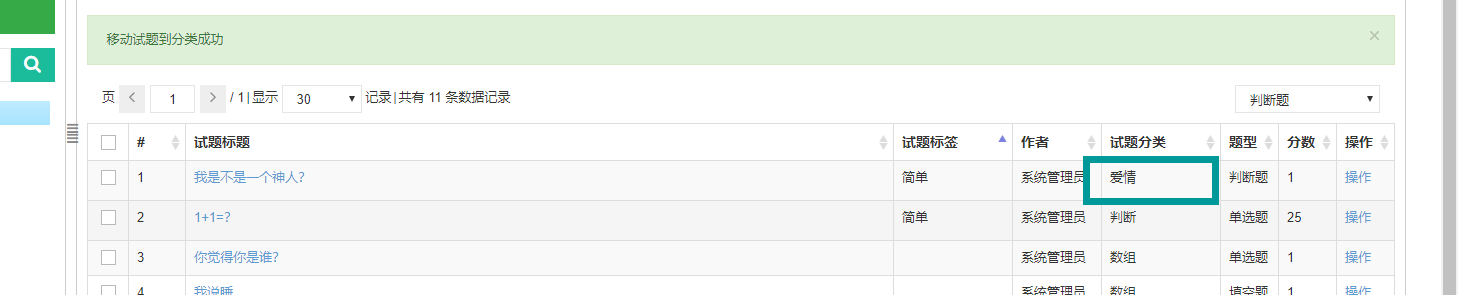 移动试题到分类成功 ×
页 < 1 > / 1 | 显示 30 记录 | 共有 11 条数据记录 判断题
# 试题标题 试题标签 作者 试题分类 题型 分数 操作
1 我是不是一个神人? 简单 系统管理员 爱情 判断题 1 操作
2 1+1=? 简单 系统管理员 判断 单选题 25 操作
3 你觉得你是谁? 系统管理员 数组 单选题 1 操作
4 我说睡 系统管理员 数组 填空题 1 操作